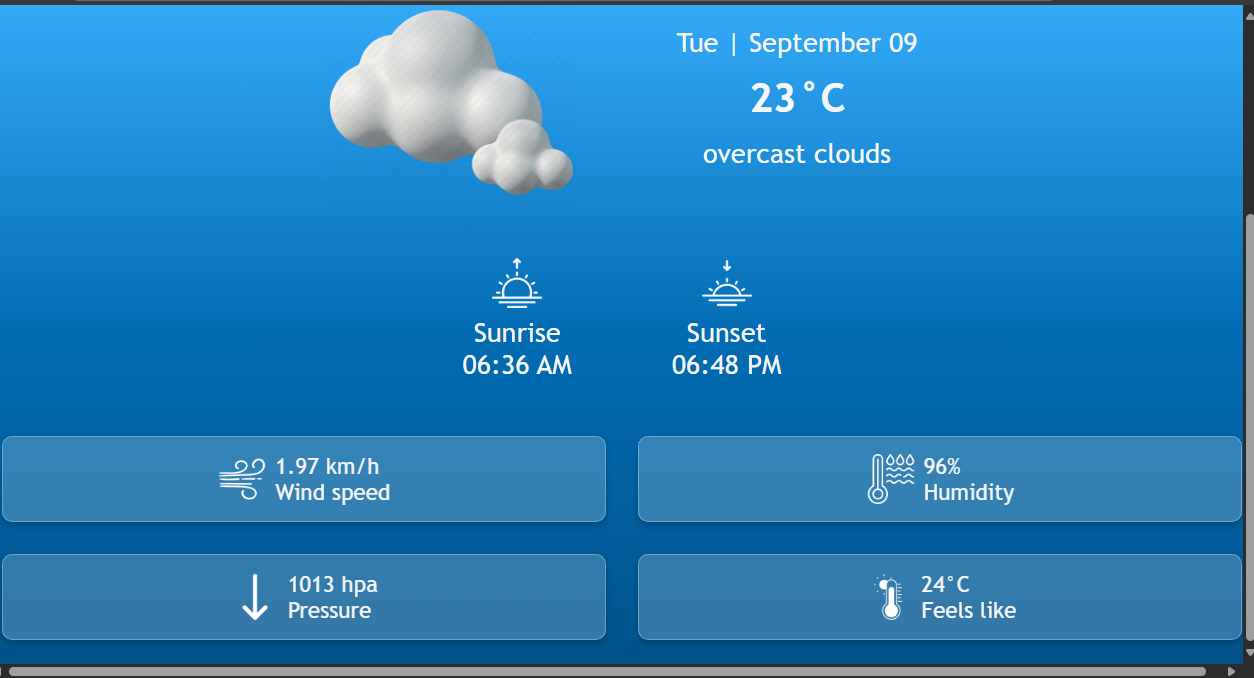 Tue | September 09
23°C
overcast clouds
Sunrise
06:36 AM
Sunset
06:48 PM
1.97 km/h
Wind speed
96%
Humidity
1013 hpa
Pressure
24°C
Feels like